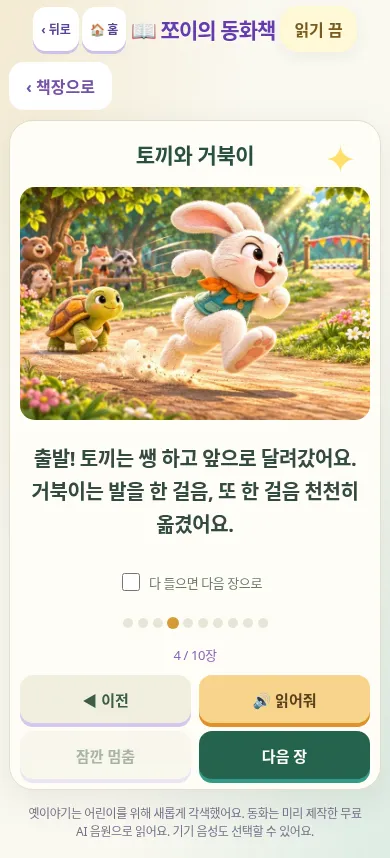 ‹ 뒤로 🏠 홈 📖 쪼이의 동화책 읽기 끔
‹ 책장으로
토끼와 거북이
출발! 토끼는 쌩 하고 앞으로 달려갔어요.
거북이는 발을 한 걸음, 또 한 걸음 천천히
옮겼어요.
다 들으면 다음 장으로
4 / 10장
◀ 이전 🔊 읽어줘
잠깐 멈춤 다음 장
옛이야기는 어린이를 위해 새롭게 각색했어요. 동화는 미리 제작한 무료
AI 음원으로 읽어요. 기기 음성도 선택할 수 있어요.